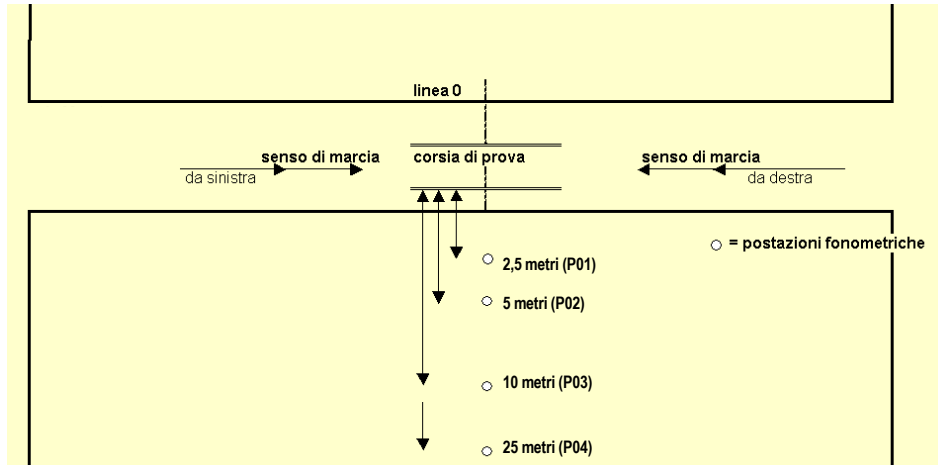 linea 0
senso di marcia
corsia di prova
senso di marcia
da sinistra
da destra
= postazioni fonometriche
2,5 metri (P01)
5 metri (P02)
10 metri (P03)
25 metri (P04)